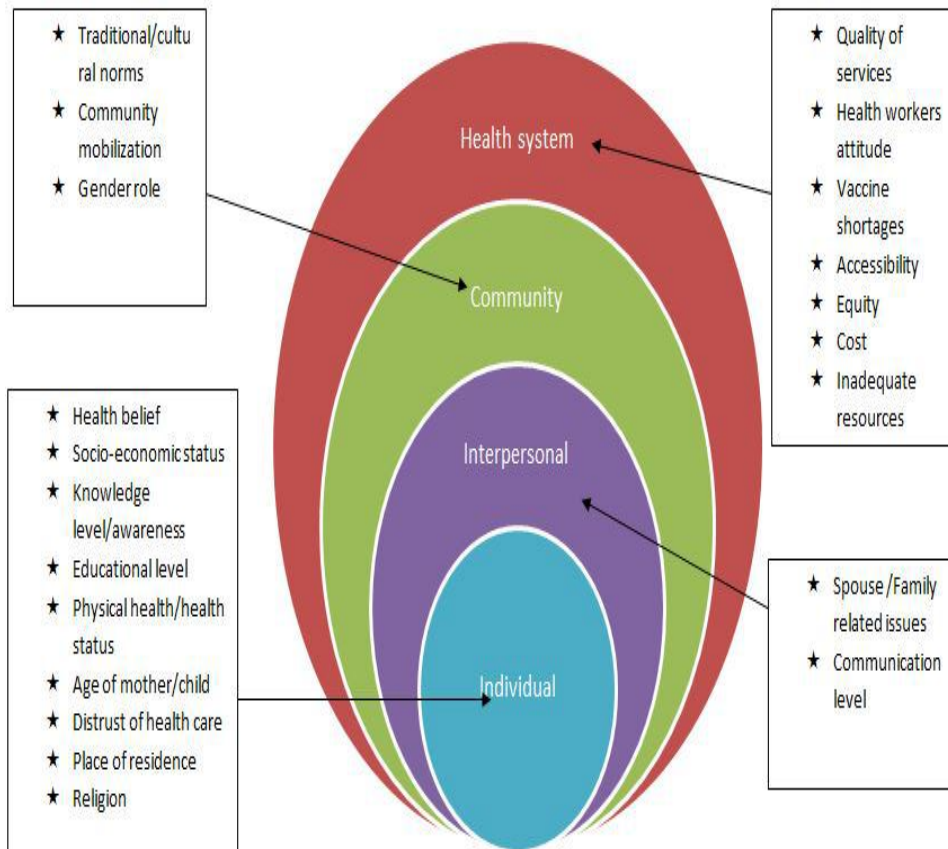 ★ Traditional/cultu
ral norms
★ Community
mobilization
★ Gender role
★ Quality of
services
★ Health workers
attitude
★ Vaccine
shortages
★ Accessibility
★ Equity
★ Cost
★ Inadequate
resources
Health system
Community
Interpersonal
Individual
★ Health belief
★ Socio-economic status
★ Knowledge
level/awareness
★ Educational level
★ Physical health/health
status
★ Age of mother/child
★ Distrust of health care
★ Place of residence
★ Religion
★ Spouse /Family
related issues
★ Communication
level